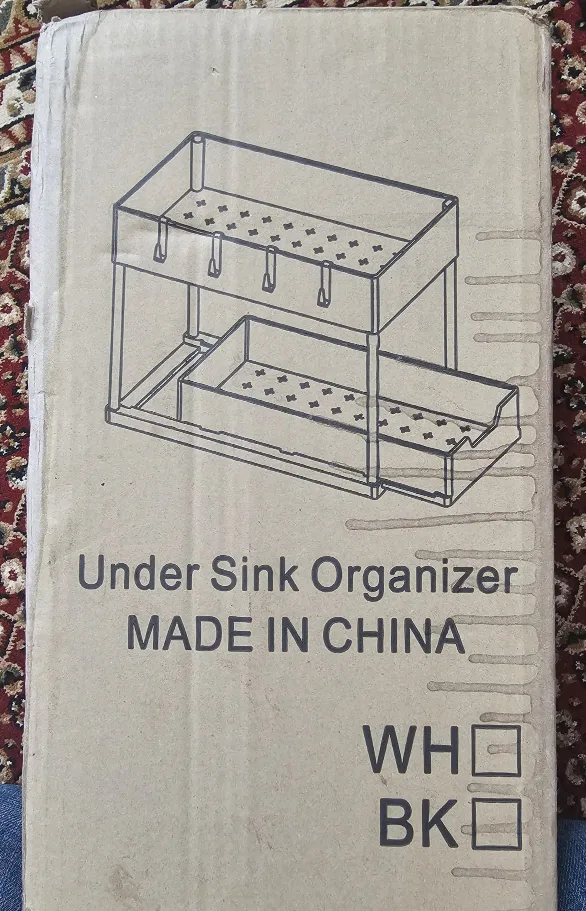 Under Sink Organizer
MADE IN CHINA
WH
BK